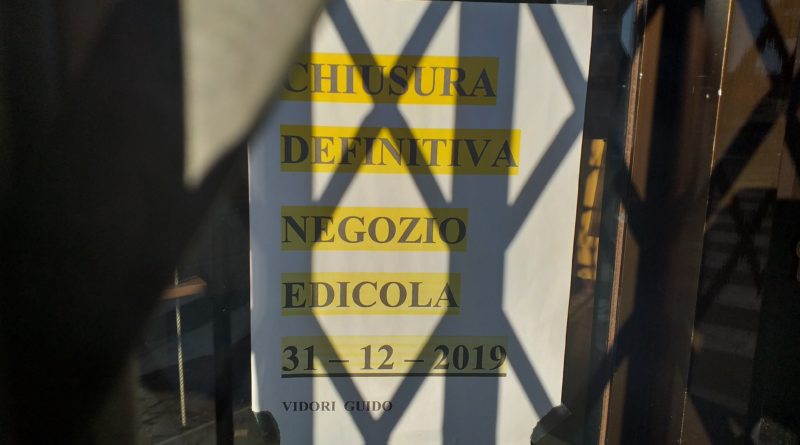 CHIUSURA
DEFINITIVA
NEGOZIO
EDICOLA
31 – 12 – 2019
VIDORI GUIDO